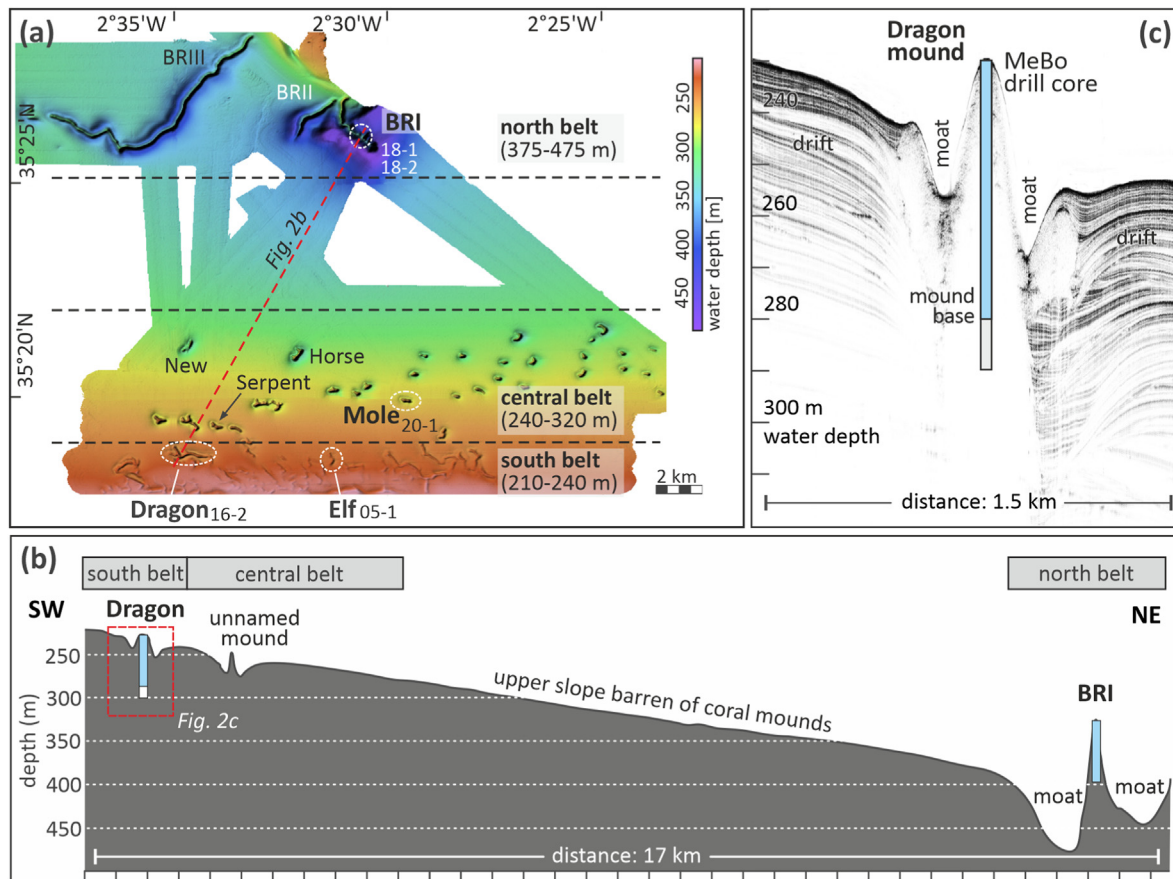 (a)
2°35'W
2°30'W
2°25'W
35°25'N
35°20'N
BRIII
BRII
BRI
18-1
18-2
north belt
(375-475 m)
Fig. 2b
250
300
350
400
450
water depth [m]
New
Horse
Serpent
Mole 20-1
central belt
(240-320 m)
south belt
(210-240 m)
2 km
Dragon 16-2
Elf 05-1
(c)
Dragon
mound
MeBo
drill core
240
drift
moat
moat
260
drift
280
mound
base
300 m
water depth
distance: 1.5 km
(b)
south belt
central belt
north belt
SW
NE
Dragon
unnamed
mound
250
300
350
400
450
depth (m)
Fig. 2c
upper slope barren of coral mounds
BRI
moat
moat
distance: 17 km